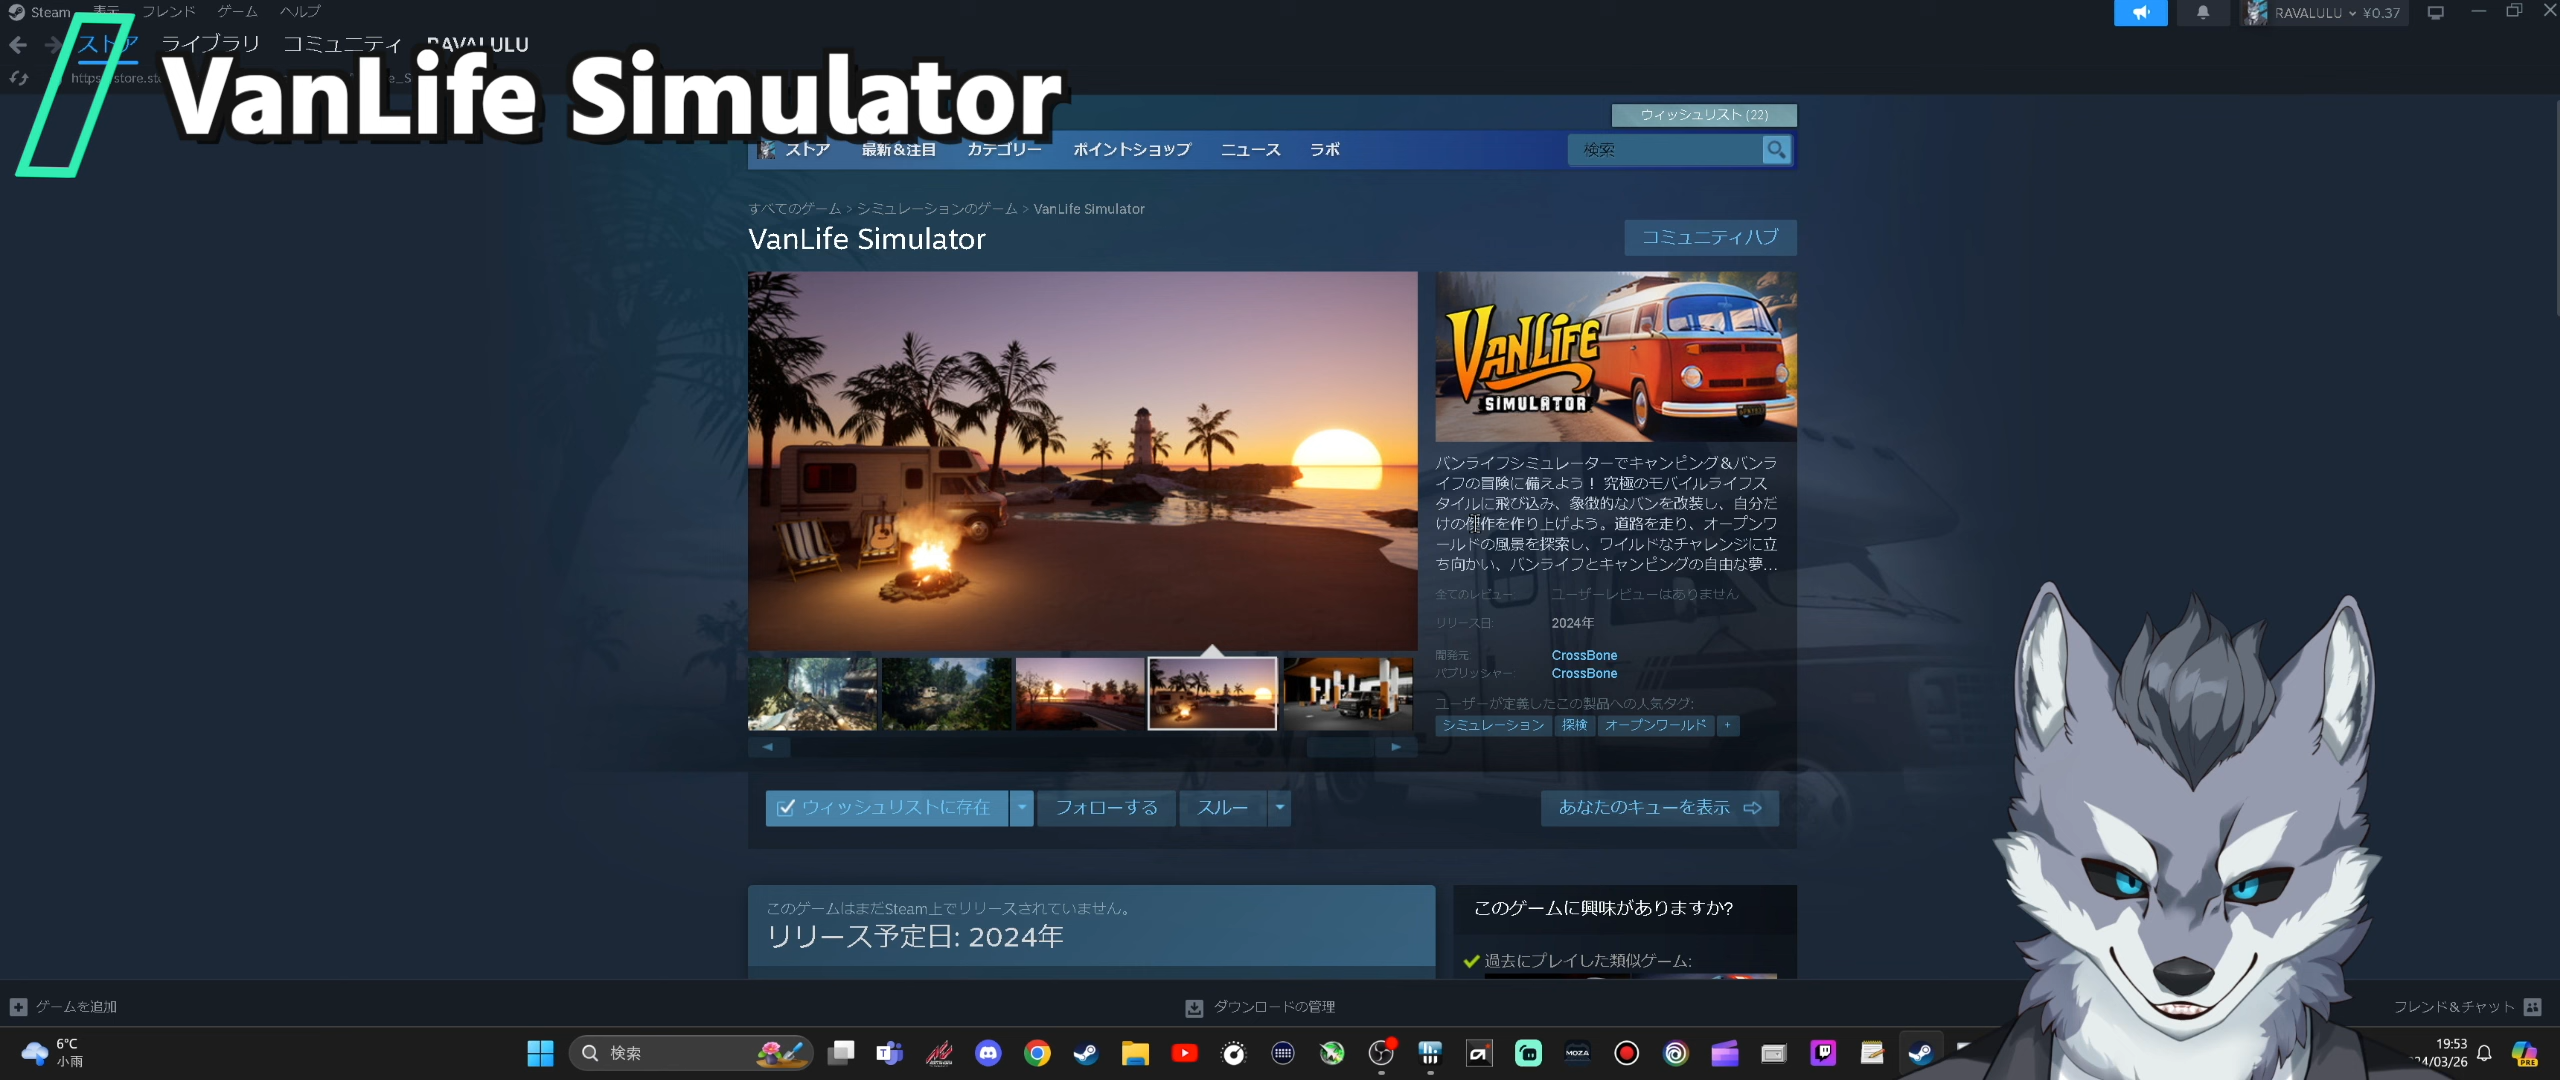 Steam 表示 フレンド ゲーム ヘルプ
RAVALULU ¥0.37
ストア ライブラリ コミュニティ RAVALULU
VanLife Simulator
ウィッシュリスト (22)
ストア 最新&注目 カテゴリー ポイントショップ ニュース ラボ
検索
すべてのゲーム > シミュレーションのゲーム > VanLife Simulator
VanLife Simulator
コミュニティハブ
VANLIFE
SIMULATOR
バンライフシミュレーターでキャンピング&バンラ
イフの冒険に備えよう! 究極のモバイルライフス
タイルに飛び込み、象徴的なバンを改装し、自分だ
けの傑作を作り上げよう。道路を走り、オープンワ
ールドの風景を探索し、ワイルドなチャレンジに立
ち向かい、バンライフとキャンピングの自由な夢...
全てのレビュー: ユーザーレビューはありません
リリース日: 2024年
開発元 CrossBone
パブリッシャー: CrossBone
ユーザーが定義したこの製品への人気タグ:
シミュレーション 探検 オープンワールド +
ウィッシュリストに存在 フォローする スルー
あなたのキューを表示
このゲームはまだSteam上でリリースされていません。
リリース予定日: 2024年
このゲームに興味がありますか?
過去にプレイした類似ゲーム:
ゲームを追加
ダウンロードの管理
フレンド&チャット
6°C
小雨
検索
MOZA
19:53
24/03/26
PRE